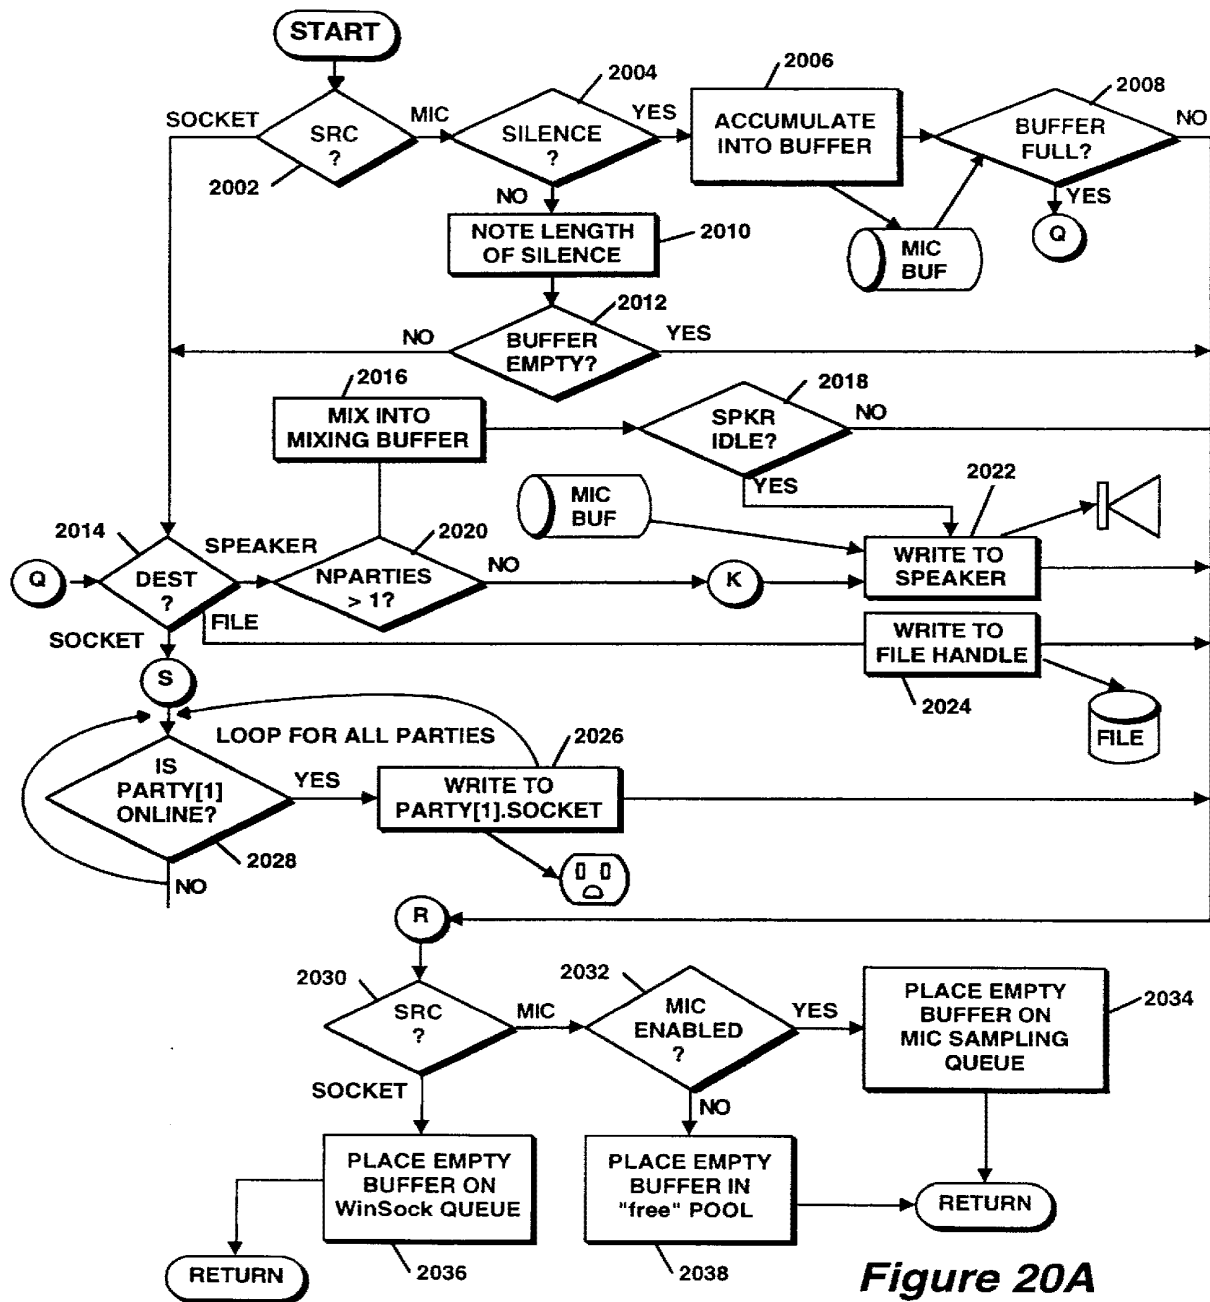 START
2004
2006
2008
SOCKET
MIC
YES
NO
SRC
?
SILENCE
?
ACCUMULATE
INTO BUFFER
BUFFER
FULL?
2002
NO
YES
NOTE LENGTH
OF SILENCE
2010
MIC
BUF
Q
2012
NO
BUFFER
EMPTY?
YES
2016
2018
MIX INTO
MIXING BUFFER
SPKR
IDLE?
NO
YES
MIC
BUF
2022
2014
SPEAKER
2020
Q
DEST
?
NPARTIES
> 1?
NO
K
WRITE TO
SPEAKER
FILE
SOCKET
WRITE TO
FILE HANDLE
S
2024
FILE
LOOP FOR ALL PARTIES
2026
IS
PARTY[1]
ONLINE?
YES
WRITE TO
PARTY[1].SOCKET
2028
NO
R
2030
2032
2034
SRC
?
MIC
MIC
ENABLED
?
YES
PLACE EMPTY
BUFFER ON
MIC SAMPLING
QUEUE
SOCKET
NO
PLACE EMPTY
BUFFER ON
WinSock QUEUE
PLACE EMPTY
BUFFER IN
"free" POOL
RETURN
RETURN
2036
2038
Figure 20A